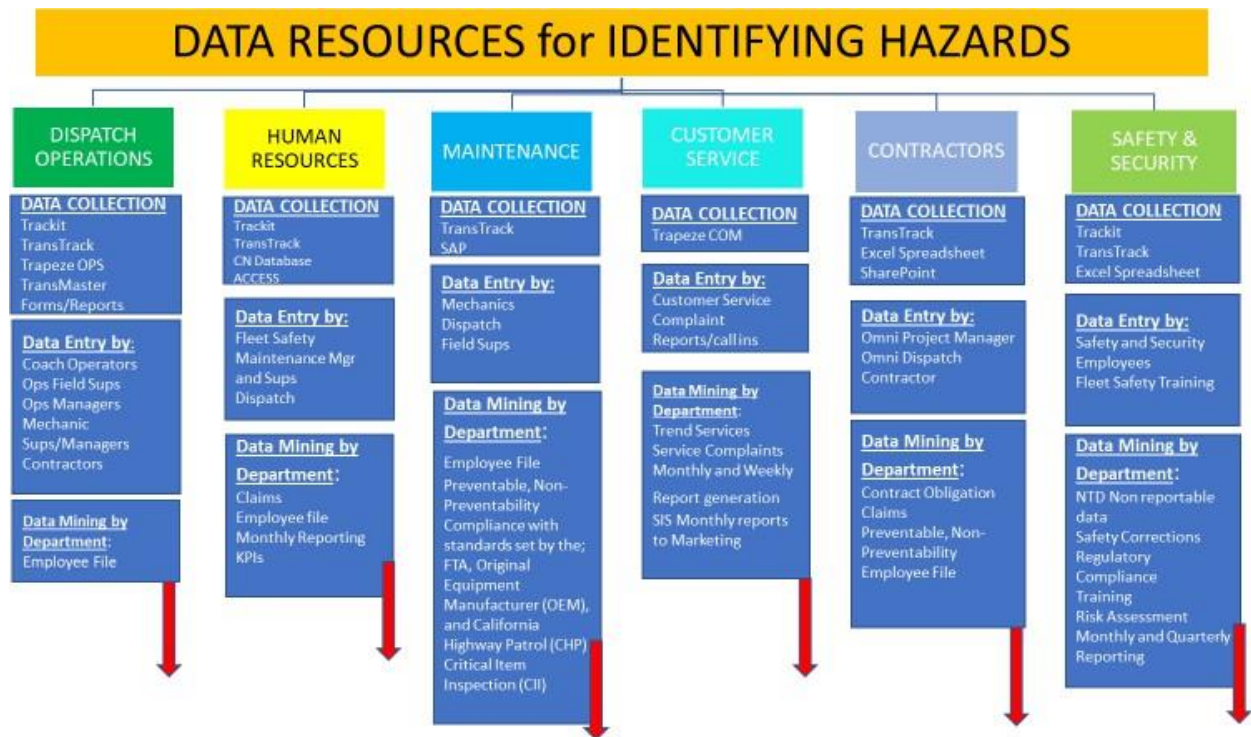 DATA RESOURCES for IDENTIFYING HAZARDS
DISPATCH
OPERATIONS
DATA COLLECTION
Trackit
TransTrack
Trapeze OPS
TransMaster
Forms/Reports
Data Entry by:
Coach Operators
Ops Field Sups
Ops Managers
Mechanic
Sups/Managers
Contractors
Data Mining by
Department:
Employee File
HUMAN
RESOURCES
DATA COLLECTION
Trackit
TransTrack
CN Database
ACCESS
Data Entry by:
Fleet Safety
Maintenance Mgr
and Sups
Dispatch
Data Mining by
Department:
Claims
Employee file
Monthly Reporting
KPIs
MAINTENANCE
DATA COLLECTION
TransTrack
SAP
Data Entry by:
Mechanics
Dispatch
Field Sups
Data Mining by
Department:
Employee File
Preventable, Non-
Preventability
Compliance with
standards set by the;
FTA, Original
Equipment
Manufacturer (OEM),
and California
Highway Patrol (CHP)
Critical Item
Inspection (CII)
CUSTOMER
SERVICE
DATA COLLECTION
Trapeze COM
Data Entry by:
Customer Service
Complaint
Reports/call ins
Data Mining by
Department:
Trend Services
Service Complaints
Monthly and Weekly
Report generation
SIS Monthly reports
to Marketing
CONTRACTORS
DATA COLLECTION
TransTrack
Excel Spreadsheet
SharePoint
Data Entry by:
Omni Project Manager
Omni Dispatch
Contractor
Data Mining by
Department:
Contract Obligation
Claims
Preventable, Non-
Preventability
Employee File
SAFETY &
SECURITY
DATA COLLECTION
Trackit
TransTrack
Excel Spreadsheet
Data Entry by:
Safety and Security
Employees
Fleet Safety Training
Data Mining by
Department:
NTD Non reportable
data
Safety Corrections
Regulatory
Compliance
Training
Risk Assessment
Monthly and Quarterly
Reporting